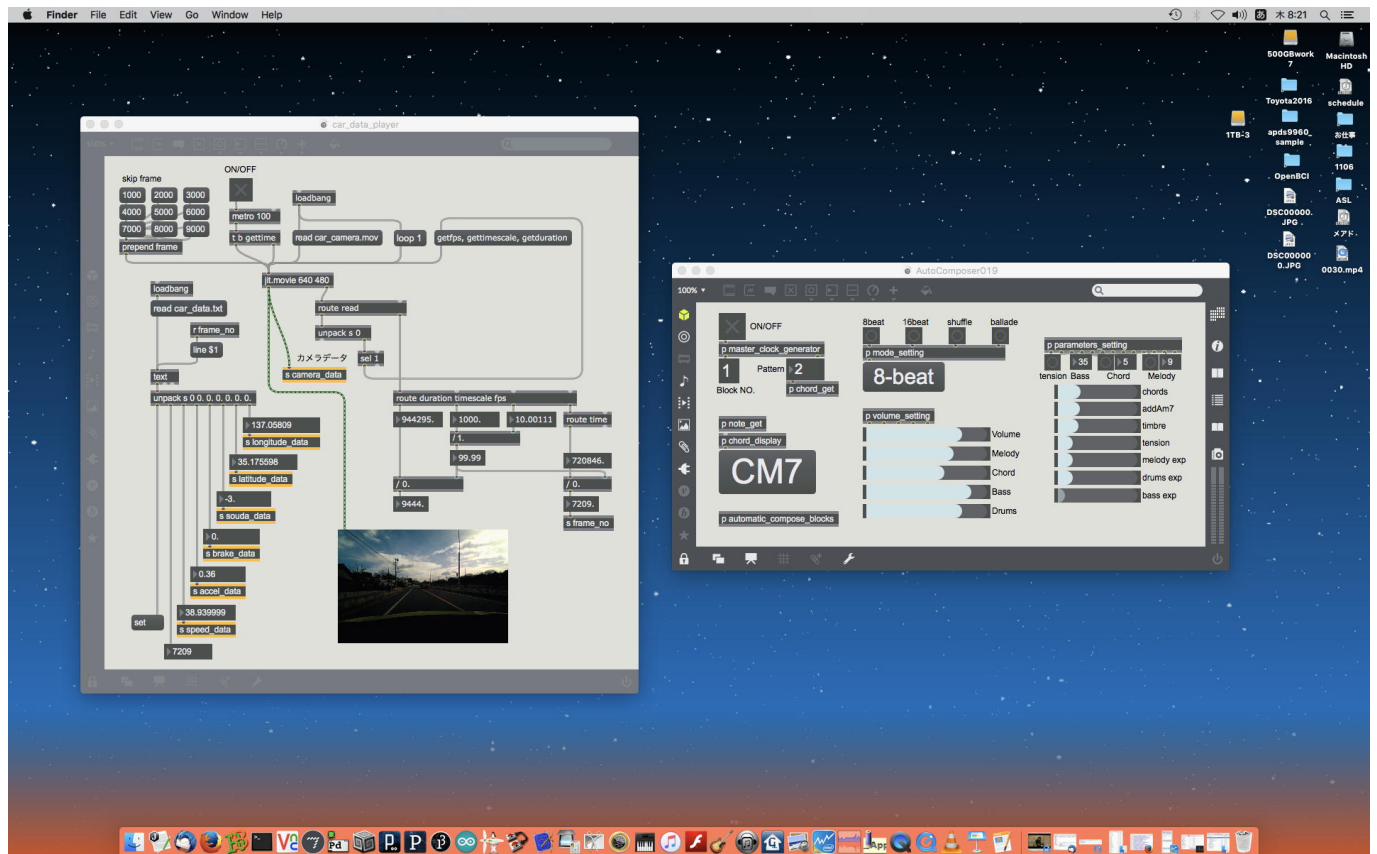 Finder File Edit View Go Window Help
あ 木8:21
500GBwork
7
Macintosh
HD
Toyota2016
schedule
1TB-3
apds9960_
sample
お仕事
OpenBCI
1106
DSC00000.
JPG
ASL
DSC00000
0.JPG
メアド
0030.mp4
car_data_player
skip frame
ON/OFF
1000 2000 3000
4000 5000 6000
7000 8000 9000
prepend frame
metro 100
t b gettime
loadbang
read car_camera.mov
loop 1
getfps, gettimescale, getduration
jit.movie 640 480
loadbang
read car_data.txt
r frame_no
line $1
text
route read
unpack s 0
カメラデータ
sel 1
s camera_data
unpack s 0 0. 0. 0. 0. 0. 0.
route duration timescale fps
944295.
1000.
10.00111
route time
/ 1.
99.99
720846.
/ 0.
/ 0.
9444.
7209.
s frame_no
137.05809
s longitude_data
35.175598
s latitude_data
-3.
s souda_data
0.
s brake_data
0.36
s accel_data
38.939999
s speed_data
set
7209
AutoComposer019
100%
ON/OFF
p master_clock_generator
1
Pattern
2
Block NO.
p chord_get
p note_get
p chord_display
CM7
p automatic_compose_blocks
8beat 16beat shuffle ballade
p mode_setting
8-beat
p volume_setting
Volume
Melody
Chord
Bass
Drums
p parameters_setting
35
5
9
tension Bass Chord Melody
chords
addAm7
timbre
tension
melody exp
drums exp
bass exp